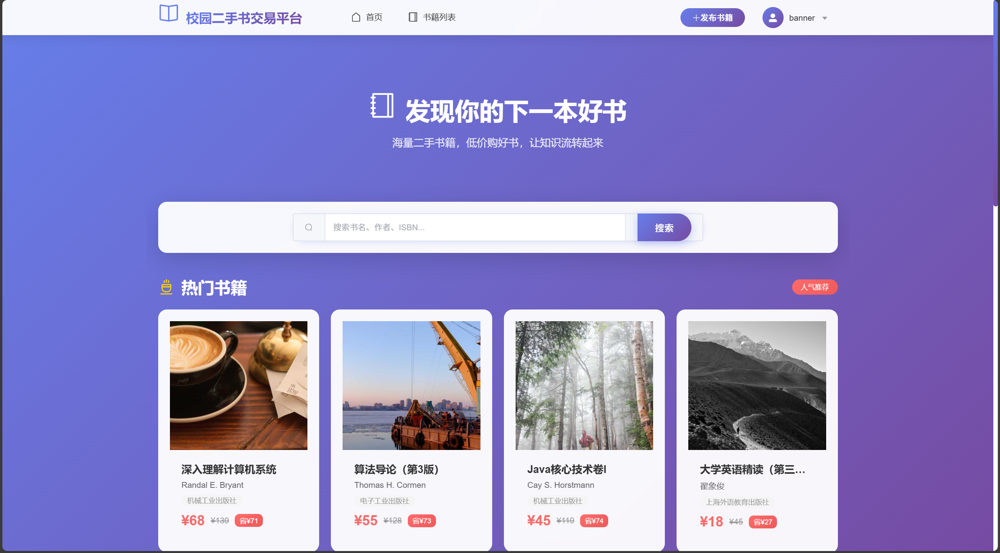 校园二手书交易平台
首页
书籍列表
+发布书籍
banner
发现你的下一本好书
海量二手书籍，低价购好书，让知识流转起来
搜索书名、作者、ISBN...
搜索
热门书籍
人气推荐
深入理解计算机系统
Randal E. Bryant
机械工业出版社
¥68 ¥139 省¥71
算法导论（第3版）
Thomas H. Cormen
电子工业出版社
¥55 ¥128 省¥73
Java核心技术卷I
Cay S. Horstmann
机械工业出版社
¥45 ¥119 省¥74
大学英语精读（第三...
翟象俊
上海外语教育出版社
¥18 ¥45 省¥27